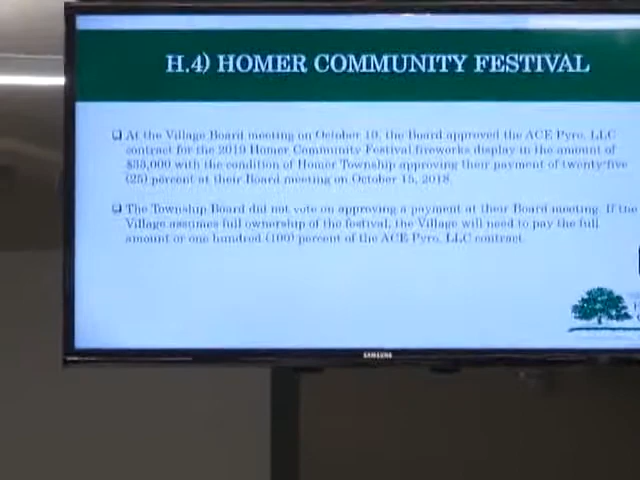 H.4) HOMER COMMUNITY FESTIVAL
❑ At the Village Board meeting on October 10, the Board approved the ACE Pyro, LLC
contract for the 2019 Homer Community Festival fireworks display in the amount of
$35,000 with the condition of Homer Township approving their payment of twenty-five
(25) percent at their Board meeting on October 15, 2018.
❑ The Township Board did not vote on approving a payment at their Board meeting. If the
Village assumes full ownership of the festival, the Village will need to pay the full
amount or one hundred (100) percent of the ACE Pyro, LLC contract.
SAMSUNG